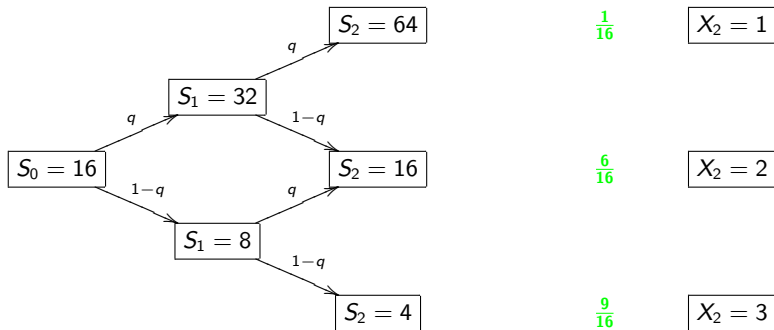 S₂ = 64 1/16 X₂ = 1
q
S₁ = 32
q 1−q
S₀ = 16 S₂ = 16 6/16 X₂ = 2
1−q q
S₁ = 8
1−q
S₂ = 4 9/16 X₂ = 3